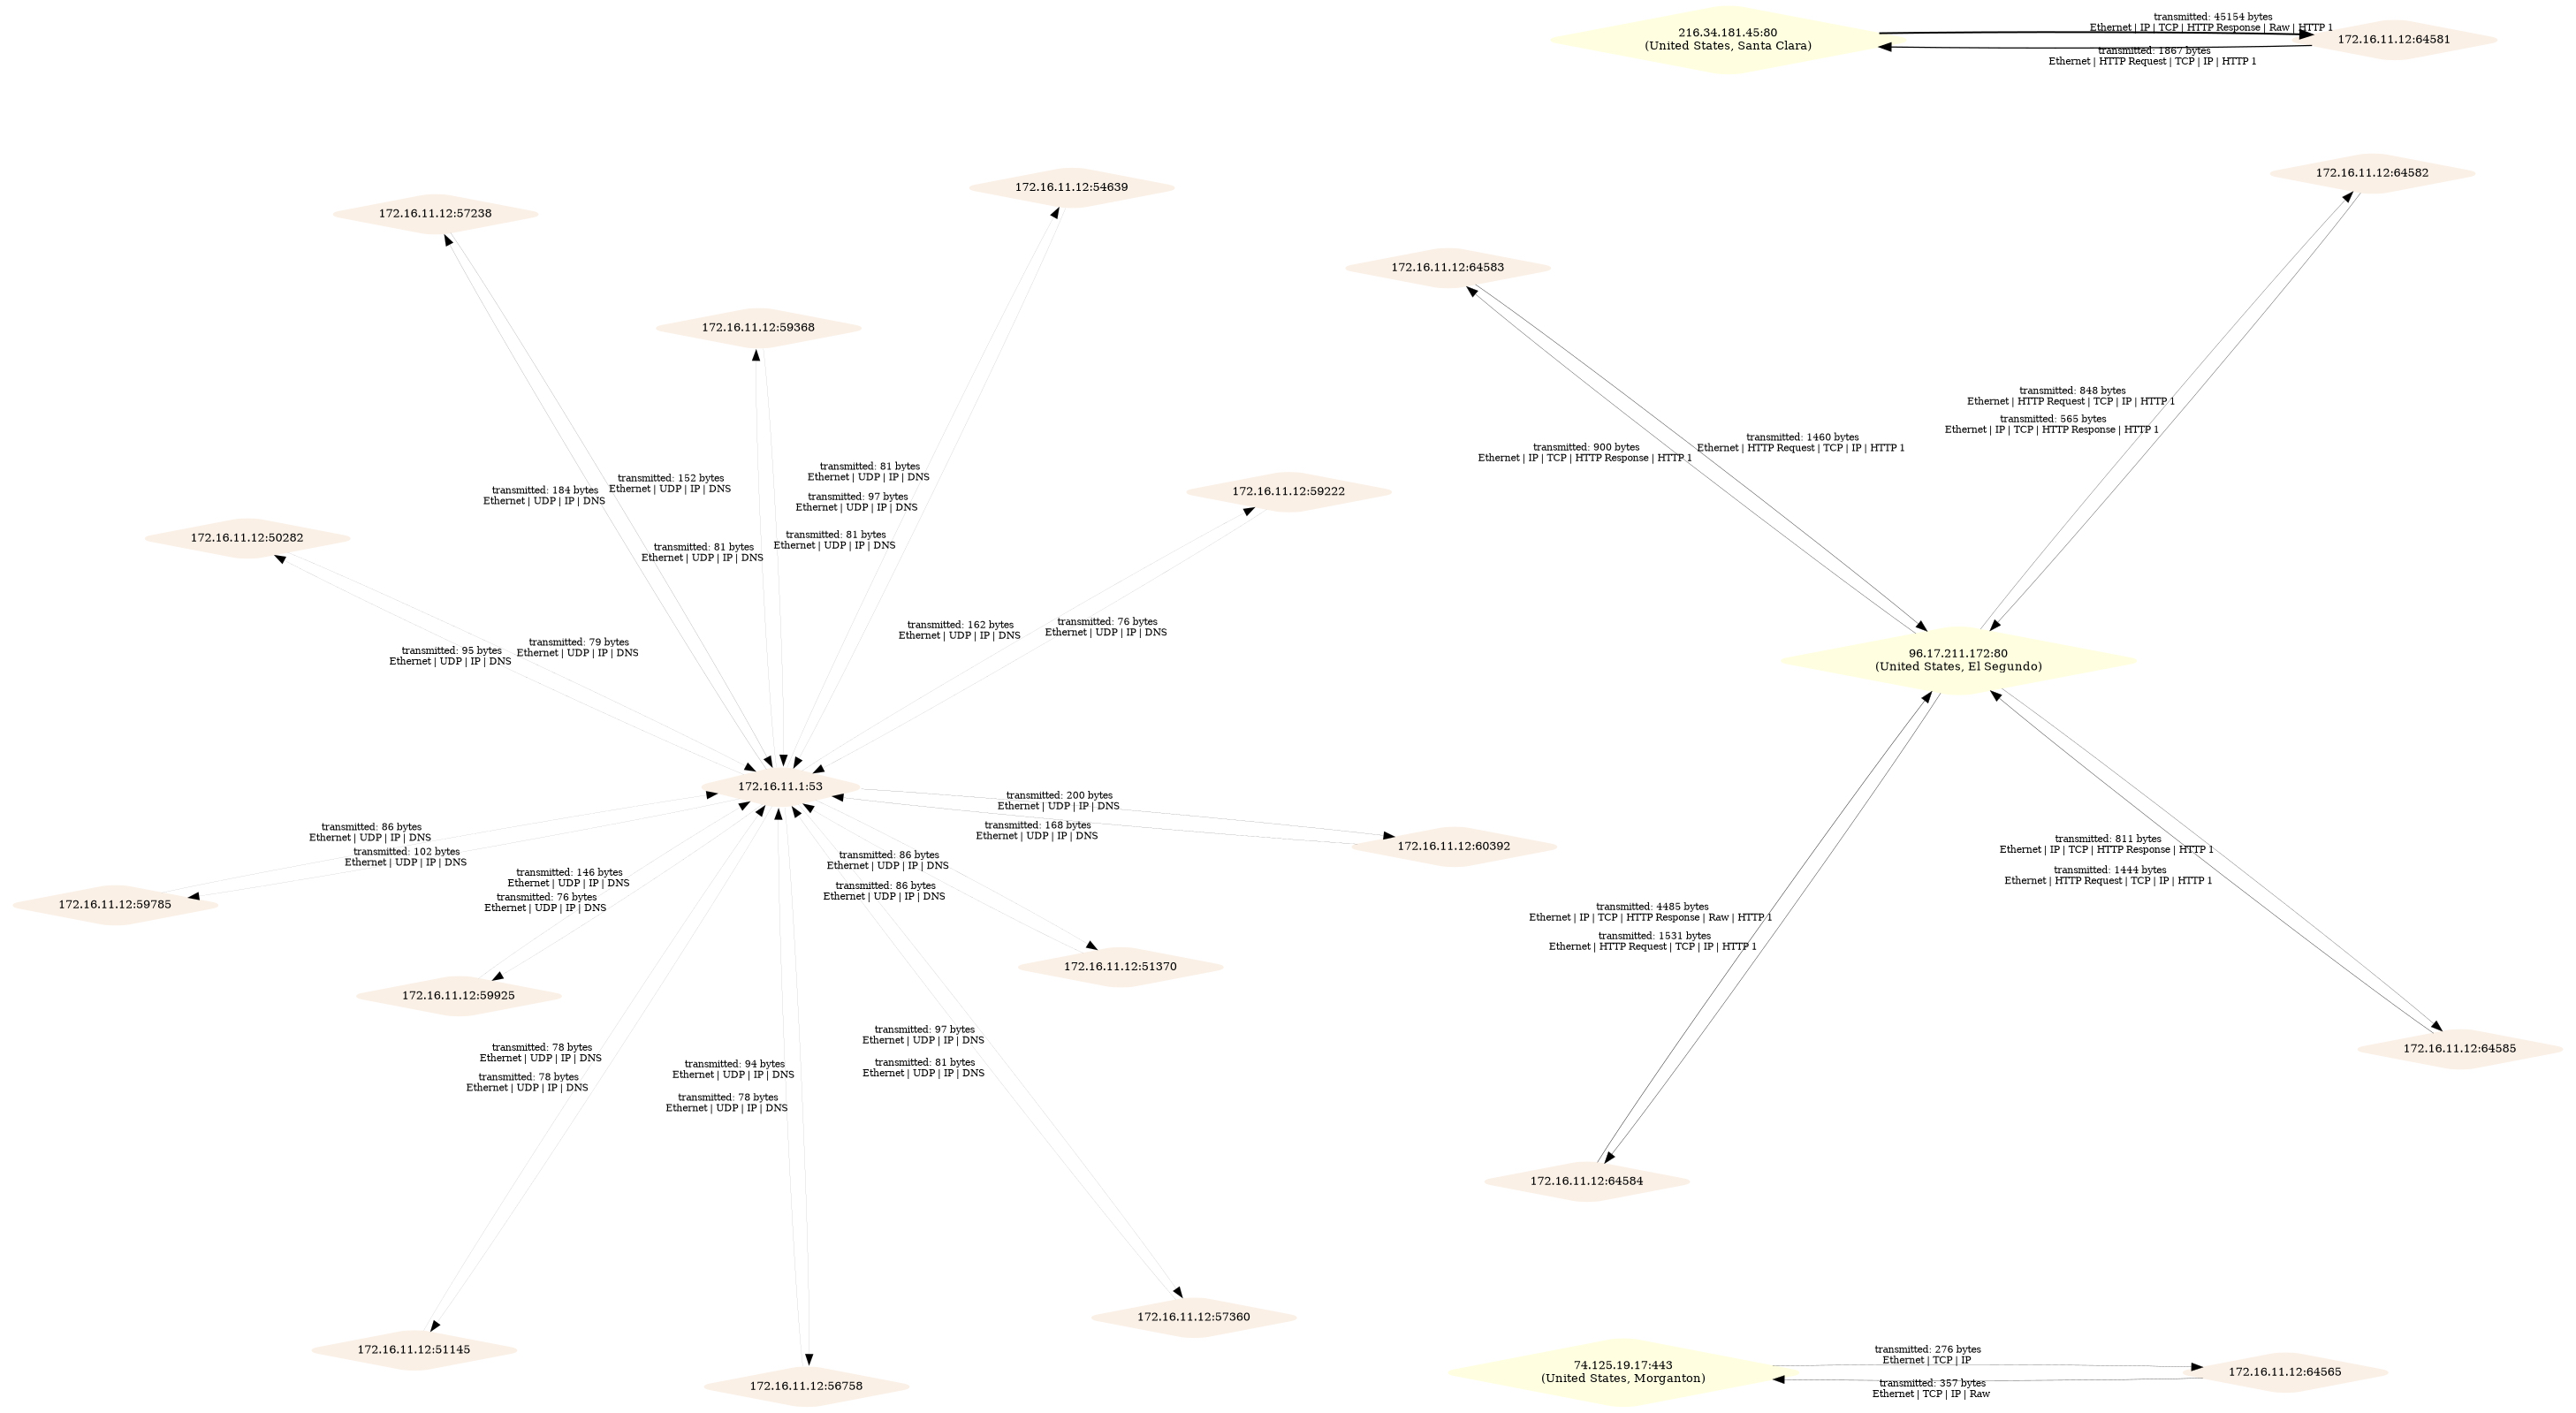 216.34.181.45:80
(United States, Santa Clara)
transmitted: 45154 bytes
Ethernet | IP | TCP | HTTP Response | Raw | HTTP 1
172.16.11.12:64581
transmitted: 1867 bytes
Ethernet | HTTP Request | TCP | IP | HTTP 1
172.16.11.12:64582
172.16.11.12:54639
172.16.11.12:57238
172.16.11.12:64583
172.16.11.12:59368
transmitted: 848 bytes
Ethernet | HTTP Request | TCP | IP | HTTP 1
transmitted: 565 bytes
Ethernet | IP | TCP | HTTP Response | HTTP 1
transmitted: 1460 bytes
Ethernet | HTTP Request | TCP | IP | HTTP 1
transmitted: 900 bytes
Ethernet | IP | TCP | HTTP Response | HTTP 1
transmitted: 81 bytes
Ethernet | UDP | IP | DNS
transmitted: 152 bytes
Ethernet | UDP | IP | DNS
transmitted: 184 bytes
Ethernet | UDP | IP | DNS
172.16.11.12:59222
transmitted: 97 bytes
Ethernet | UDP | IP | DNS
172.16.11.12:50282
transmitted: 81 bytes
Ethernet | UDP | IP | DNS
transmitted: 81 bytes
Ethernet | UDP | IP | DNS
transmitted: 162 bytes
Ethernet | UDP | IP | DNS
transmitted: 76 bytes
Ethernet | UDP | IP | DNS
transmitted: 79 bytes
Ethernet | UDP | IP | DNS
transmitted: 95 bytes
Ethernet | UDP | IP | DNS
96.17.211.172:80
(United States, El Segundo)
172.16.11.1:53
transmitted: 200 bytes
Ethernet | UDP | IP | DNS
transmitted: 168 bytes
Ethernet | UDP | IP | DNS
172.16.11.12:60392
transmitted: 86 bytes
Ethernet | UDP | IP | DNS
transmitted: 102 bytes
Ethernet | UDP | IP | DNS
transmitted: 811 bytes
Ethernet | IP | TCP | HTTP Response | HTTP 1
transmitted: 86 bytes
Ethernet | UDP | IP | DNS
transmitted: 146 bytes
Ethernet | UDP | IP | DNS
transmitted: 1444 bytes
Ethernet | HTTP Request | TCP | IP | HTTP 1
transmitted: 86 bytes
Ethernet | UDP | IP | DNS
transmitted: 76 bytes
Ethernet | UDP | IP | DNS
172.16.11.12:59785
transmitted: 4485 bytes
Ethernet | IP | TCP | HTTP Response | Raw | HTTP 1
transmitted: 1531 bytes
Ethernet | HTTP Request | TCP | IP | HTTP 1
172.16.11.12:51370
172.16.11.12:59925
transmitted: 97 bytes
Ethernet | UDP | IP | DNS
transmitted: 78 bytes
Ethernet | UDP | IP | DNS
172.16.11.12:64585
transmitted: 94 bytes
Ethernet | UDP | IP | DNS
transmitted: 81 bytes
Ethernet | UDP | IP | DNS
transmitted: 78 bytes
Ethernet | UDP | IP | DNS
transmitted: 78 bytes
Ethernet | UDP | IP | DNS
172.16.11.12:64584
172.16.11.12:57360
172.16.11.12:51145
transmitted: 276 bytes
Ethernet | TCP | IP
74.125.19.17:443
(United States, Morganton)
172.16.11.12:64565
transmitted: 357 bytes
Ethernet | TCP | IP | Raw
172.16.11.12:56758